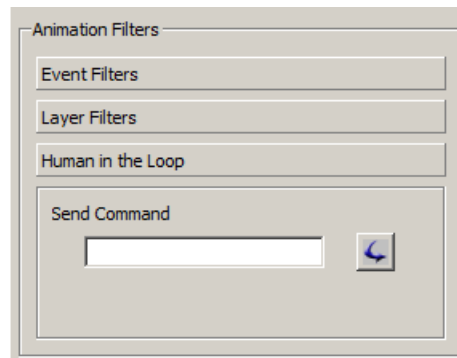 Animation Filters
Event Filters
Layer Filters
Human in the Loop
Send Command